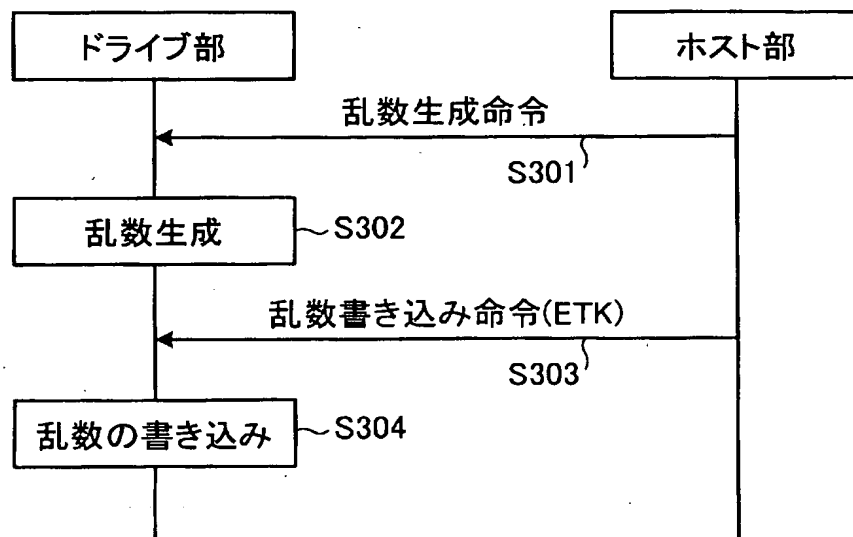 ドライブ部
ホスト部
乱数生成命令
S301
乱数生成
S302
乱数書き込み命令(ETK)
S303
乱数の書き込み
S304